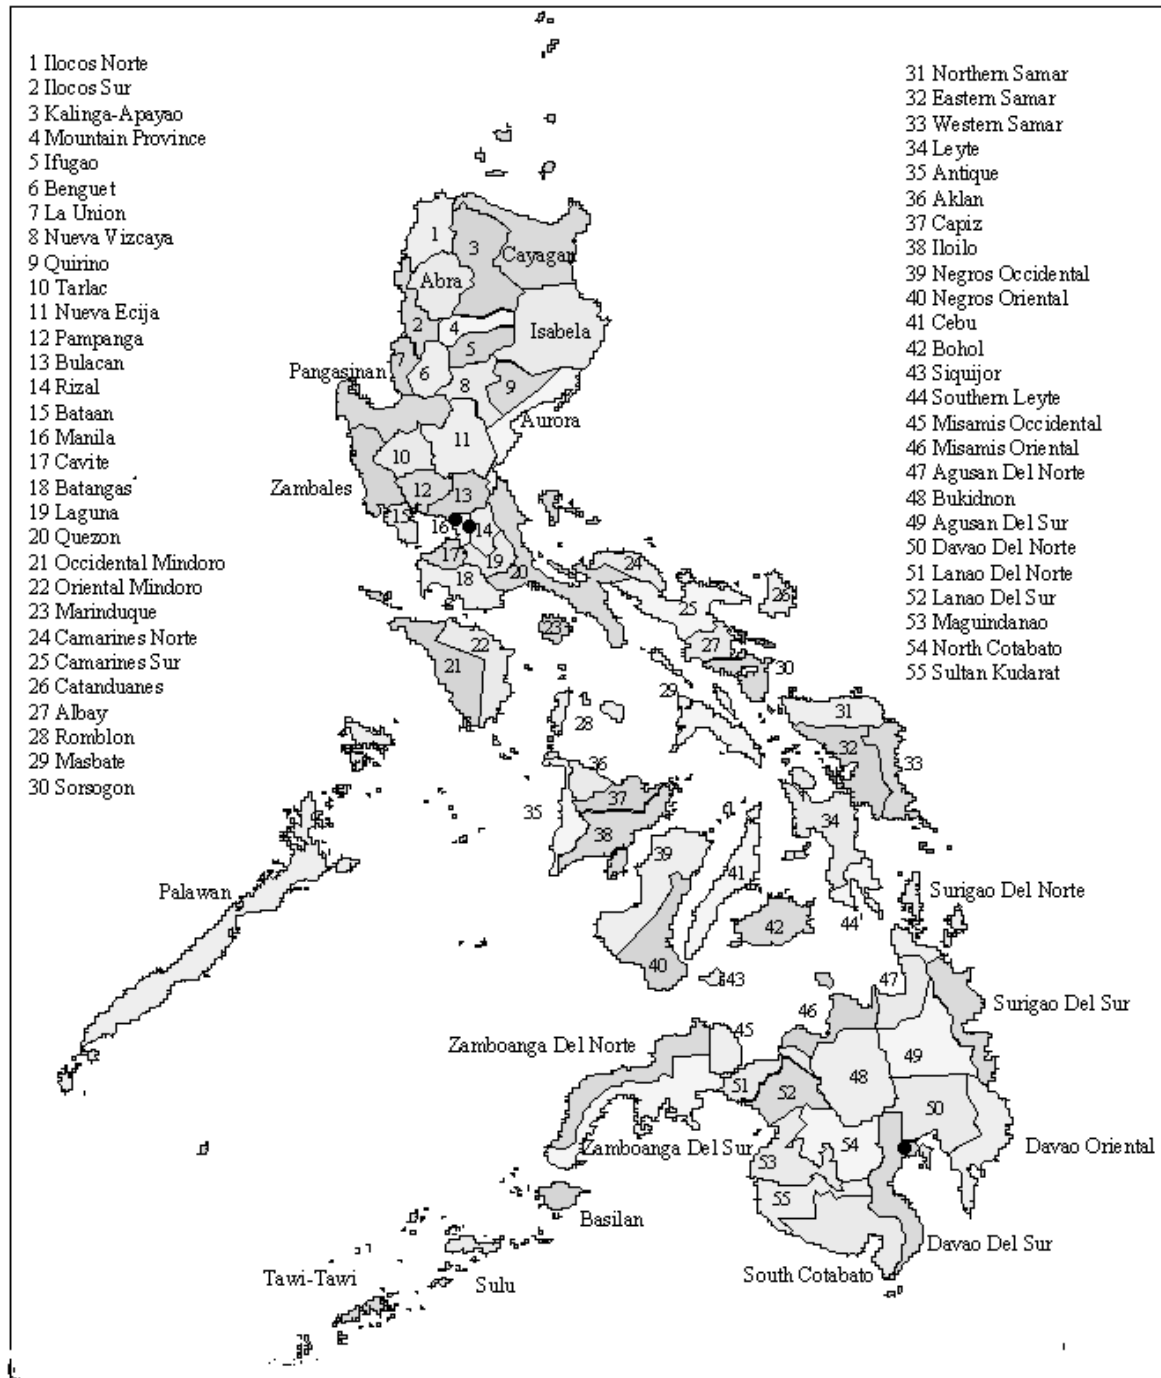 1 Ilocos Norte
2 Ilocos Sur
3 Kalinga-Apayao
4 Mountain Province
5 Ifugao
6 Benguet
7 La Union
8 Nueva Vizcaya
9 Quirino
10 Tarlac
11 Nueva Ecija
12 Pampanga
13 Bulacan
14 Rizal
15 Bataan
16 Manila
17 Cavite
18 Batangas
19 Laguna
20 Quezon
21 Occidental Mindoro
22 Oriental Mindoro
23 Marinduque
24 Camarines Norte
25 Camarines Sur
26 Catanduanes
27 Albay
28 Romblon
29 Masbate
30 Sorsogon
31 Northern Samar
32 Eastern Samar
33 Western Samar
34 Leyte
35 Antique
36 Aklan
37 Capiz
38 Iloilo
39 Negros Occidental
40 Negros Oriental
41 Cebu
42 Bohol
43 Siquijor
44 Southern Leyte
45 Misamis Occidental
46 Misamis Oriental
47 Agusan Del Norte
48 Bukidnon
49 Agusan Del Sur
50 Davao Del Norte
51 Lanao Del Norte
52 Lanao Del Sur
53 Maguindanao
54 North Cotabato
55 Sultan Kudarat
1
3
Cayagan
Abra
2
4
Isabela
5
7
Pangasinan
6
8
9
Aurora
11
10
Zambales
12
13
15
16
14
17
19
18
20
24
26
25
23
22
27
21
30
29
28
31
32
33
36
37
35
38
34
39
41
Palawan
Surigao Del Norte
44
42
40
43
47
Surigao Del Sur
46
45
Zamboanga Del Norte
49
48
51
52
50
Zamboanga Del Sur
54
Davao Oriental
53
55
Basilan
Davao Del Sur
South Cotabato
Tawi-Tawi
Sulu